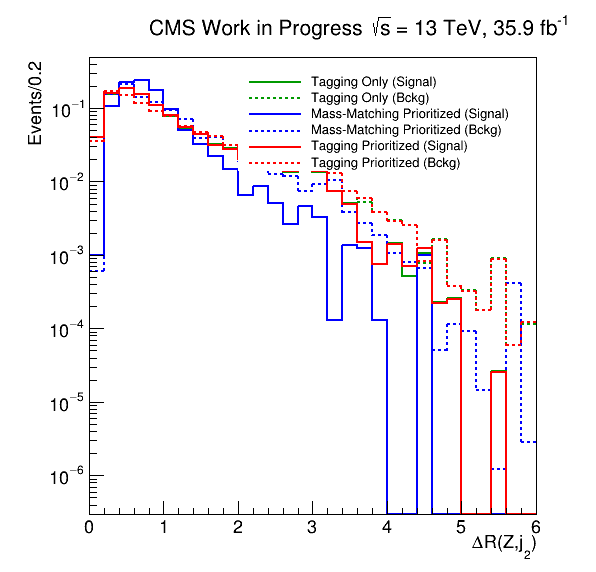 CMS Work in Progress √s = 13 TeV, 35.9 fb⁻¹
Events/0.2
Tagging Only (Signal)
Tagging Only (Bckg)
Mass-Matching Prioritized (Signal)
Mass-Matching Prioritized (Bckg)
Tagging Prioritized (Signal)
Tagging Prioritized (Bckg)
10⁻¹
10⁻²
10⁻³
10⁻⁴
10⁻⁵
10⁻⁶
0 1 2 3 4 5 6
ΔR(Z,j₂)